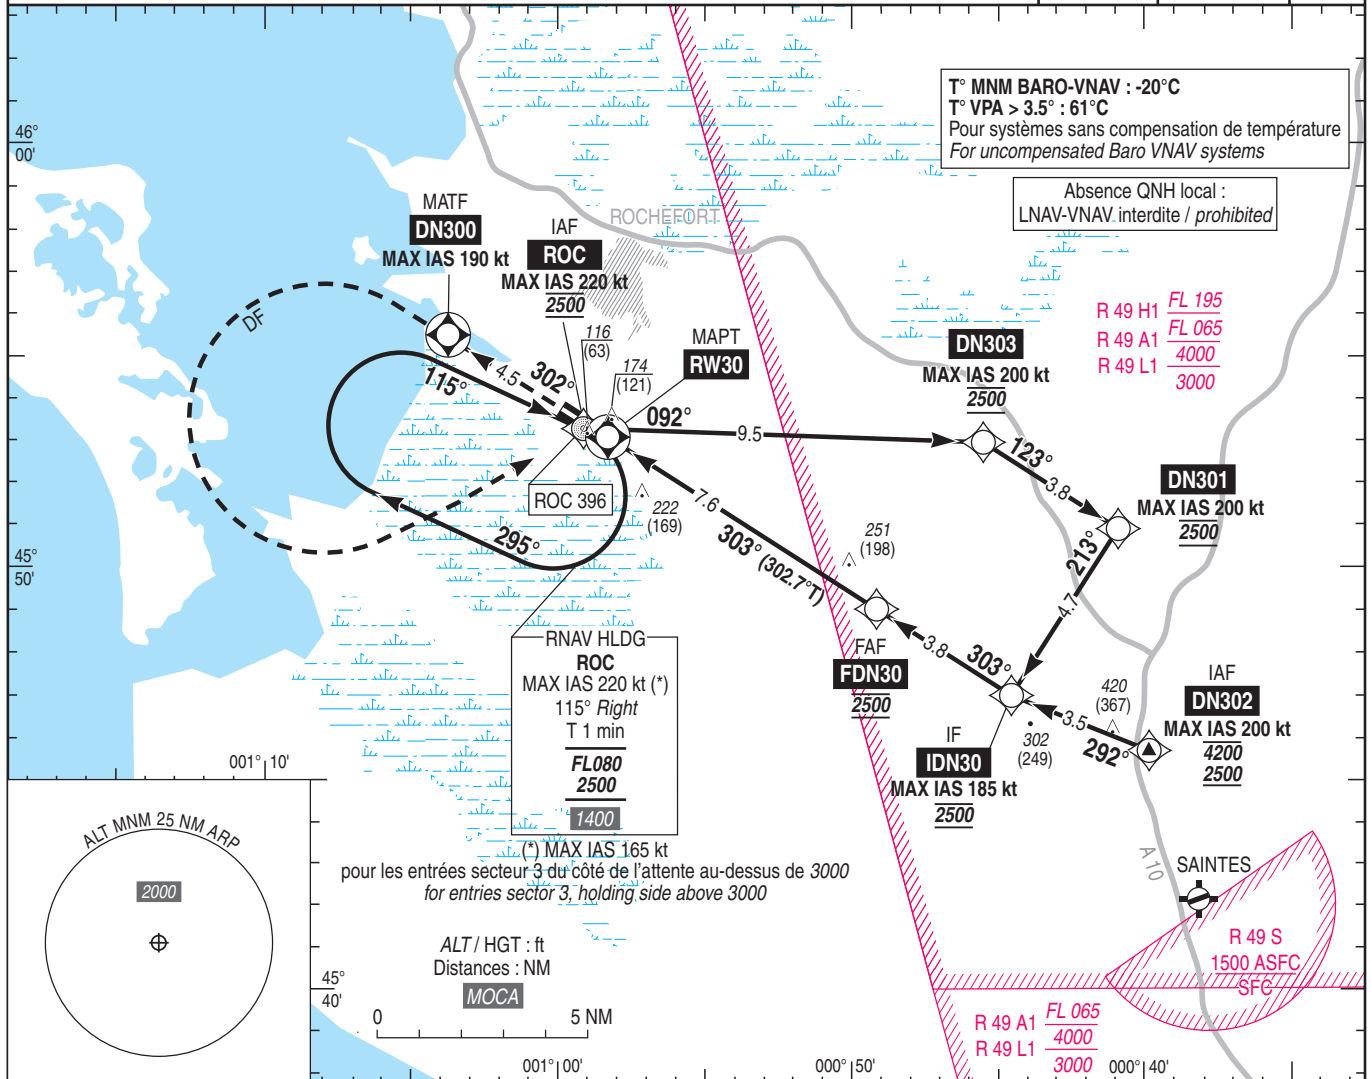 T° MNM BARO-VNAV : -20°C
T° VPA > 3.5° : 61°C
Pour systèmes sans compensation de température
For uncompensated Baro VNAV systems
Absence QNH local :
LNAV-VNAV interdite / prohibited
46°
00'
ROCHEFORT
MATF
DN300
MAX IAS 190 kt
IAF
ROC
MAX IAS 220 kt
2500
DF
116
(63)
174
(121)
MAPT
RW30
R 49 H1 FL 195
R 49 A1 FL 065
4000
R 49 L1
3000
DN303
MAX IAS 200 kt
2500
4.5
302°
115°
092°
9.5
123°
3.8
DN301
MAX IAS 200 kt
2500
ROC 396
222
(169)
7.6
303° (302.7°T)
251
(198)
213°
4.7
295°
45°
50'
RNAV HLDG
ROC
MAX IAS 220 kt (*)
115° Right
T 1 min
FL080
2500
1400
(*) MAX IAS 165 kt
pour les entrées secteur 3 du côté de l'attente au-dessus de 3000
for entries sector 3, holding side above 3000
FAF
FDN30
2500
3.8
303°
IF
IDN30
MAX IAS 185 kt
2500
302
(249)
3.5
292°
420
(367)
IAF
DN302
MAX IAS 200 kt
4200
2500
001° 10'
ALT MNM 25 NM ARP
2000
ALT / HGT : ft
Distances : NM
MOCA
0
5 NM
45°
40'
A 10
SAINTES
R 49 S
1500 ASFC
SFC
R 49 A1 FL 065
4000
R 49 L1
3000
001° 00'
000° 50'
000° 40'